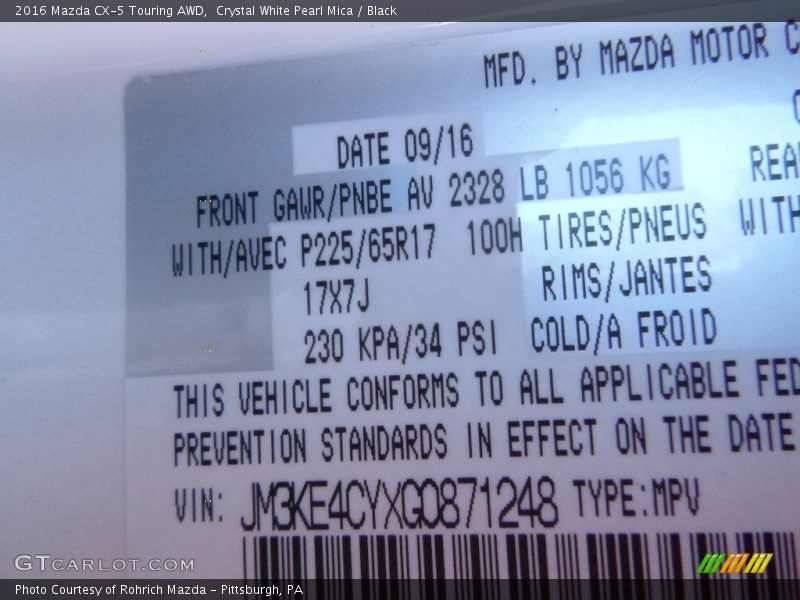 2016 Mazda CX-5 Touring AWD, Crystal White Pearl Mica / Black
MFD. BY MAZDA MOTOR C
DATE 09/16
FRONT GAWR/PNBE AV 2328 LB 1056 KG REAR
WITH/AVEC P225/65R17 100H TIRES/PNEUS WITH
17X7J RIMS/JANTES
230 KPA/34 PSI COLD/A FROID
THIS VEHICLE CONFORMS TO ALL APPLICABLE FED
PREVENTION STANDARDS IN EFFECT ON THE DATE
VIN: JM3KE4CYXG0871248 TYPE:MPV
GTCARLOT.COM
Photo Courtesy of Rohrich Mazda - Pittsburgh, PA